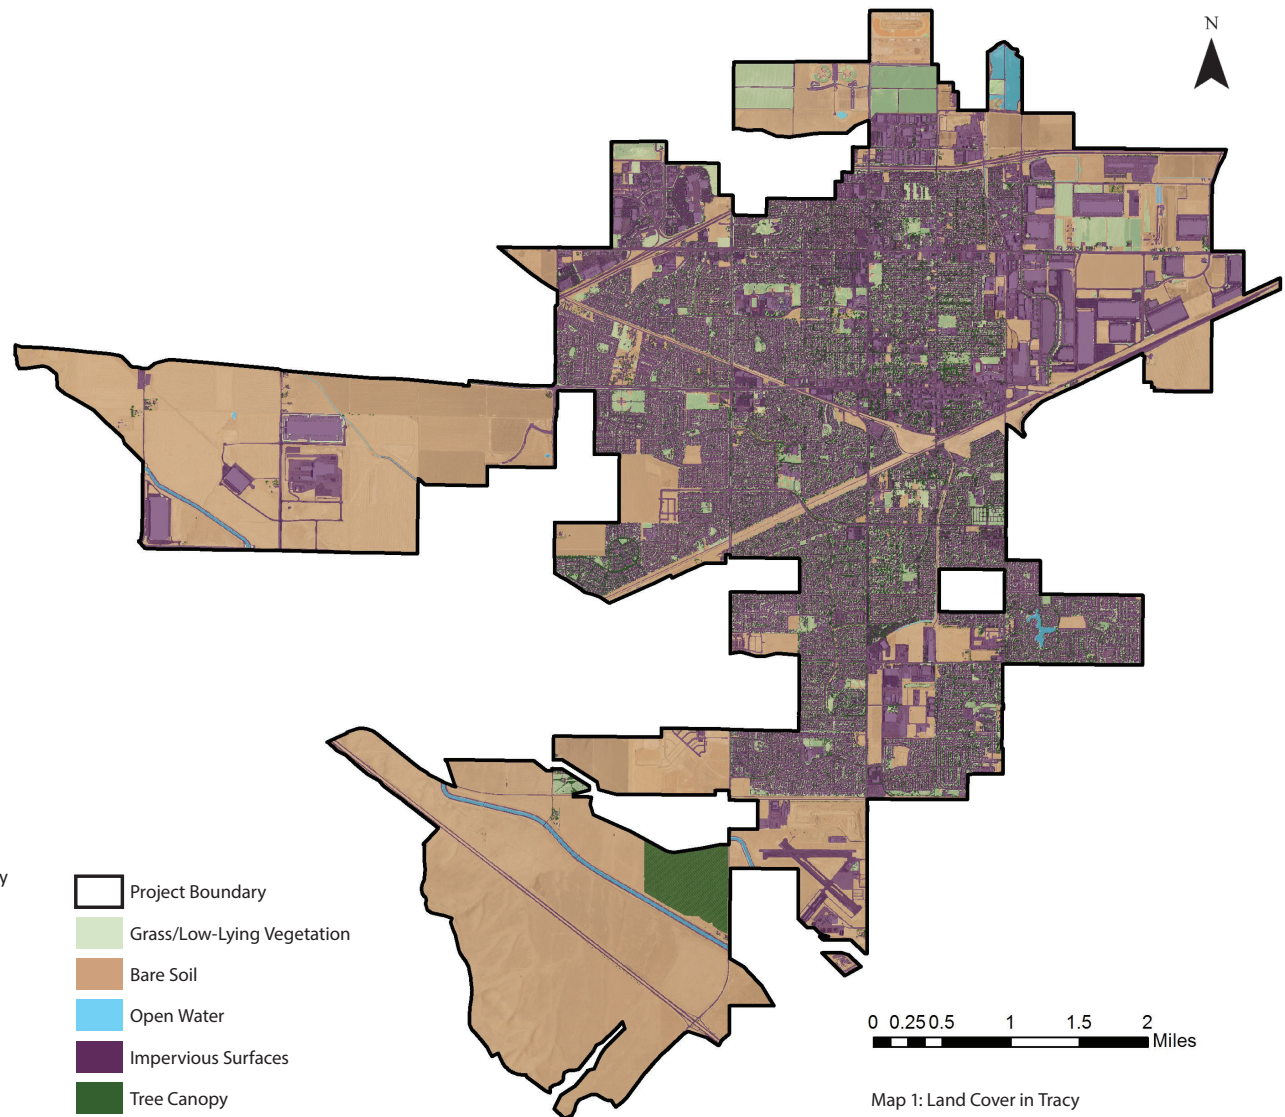 N
y
Project Boundary
Grass/Low-Lying Vegetation
Bare Soil
Open Water
Impervious Surfaces
Tree Canopy
0 0.25 0.5 1 1.5 2
Miles
Map 1: Land Cover in Tracy